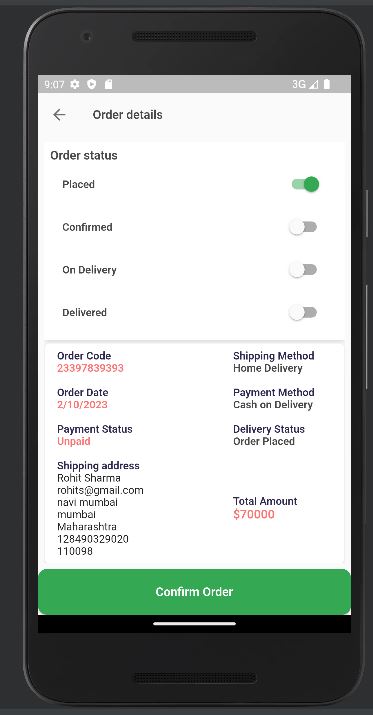 9:07
3G
Order details
Order status
Placed
Confirmed
On Delivery
Delivered
Order Code
23397839393
Shipping Method
Home Delivery
Order Date
2/10/2023
Payment Method
Cash on Delivery
Payment Status
Unpaid
Delivery Status
Order Placed
Shipping address
Rohit Sharma
rohits@gmail.com
navi mumbai
mumbai
Maharashtra
128490329020
110098
Total Amount
$70000
Confirm Order